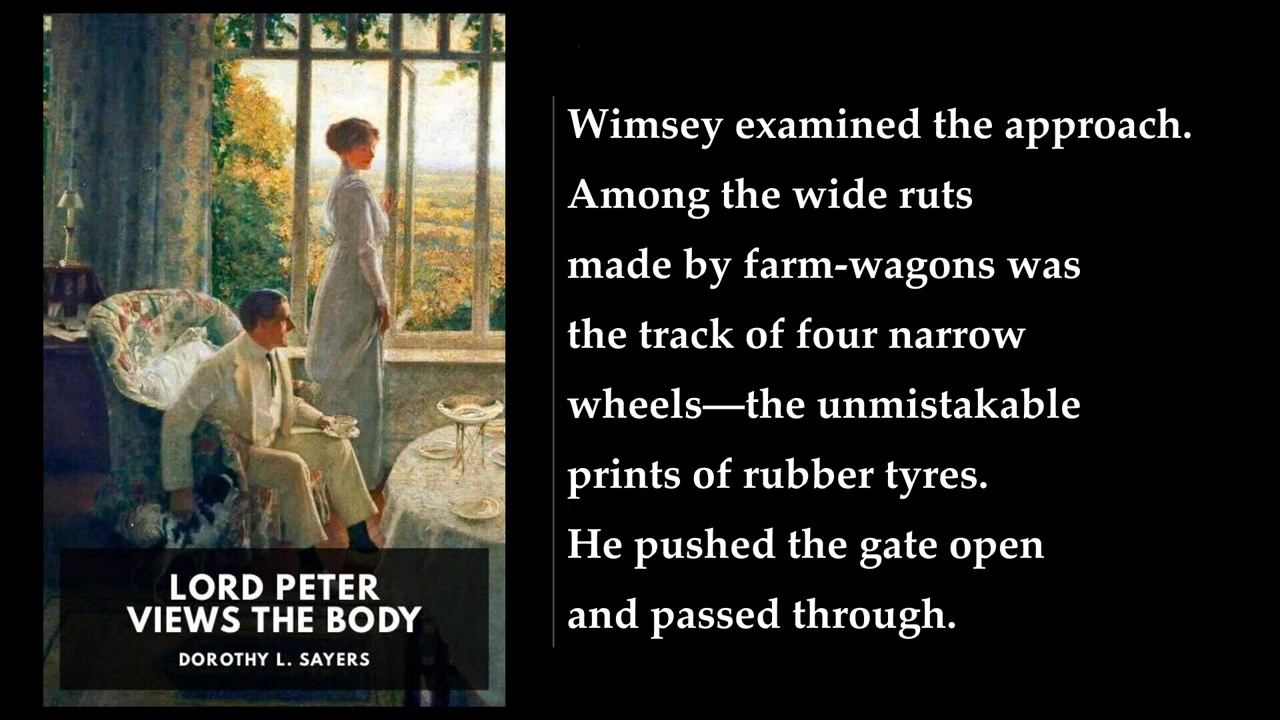 LORD PETER
VIEWS THE BODY
DOROTHY L. SAYERS
Wimsey examined the approach.
Among the wide ruts
made by farm-wagons was
the track of four narrow
wheels—the unmistakable
prints of rubber tyres.
He pushed the gate open
and passed through.